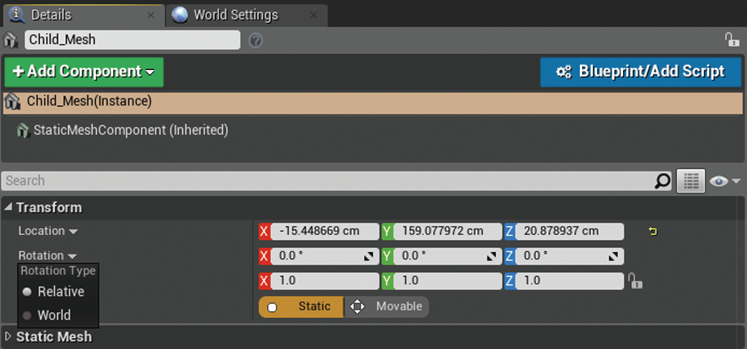 Details World Settings
Child_Mesh
Add Component Blueprint/Add Script
Child_Mesh(Instance)
StaticMeshComponent (Inherited)
Search
Transform
Location X -15.448669 cm Y 159.077972 cm Z 20.878937 cm
Rotation X 0.0 ° Y 0.0 ° Z 0.0 °
Rotation Type
Relative X 1.0 Y 1.0 Z 1.0
World Static Movable
Static Mesh